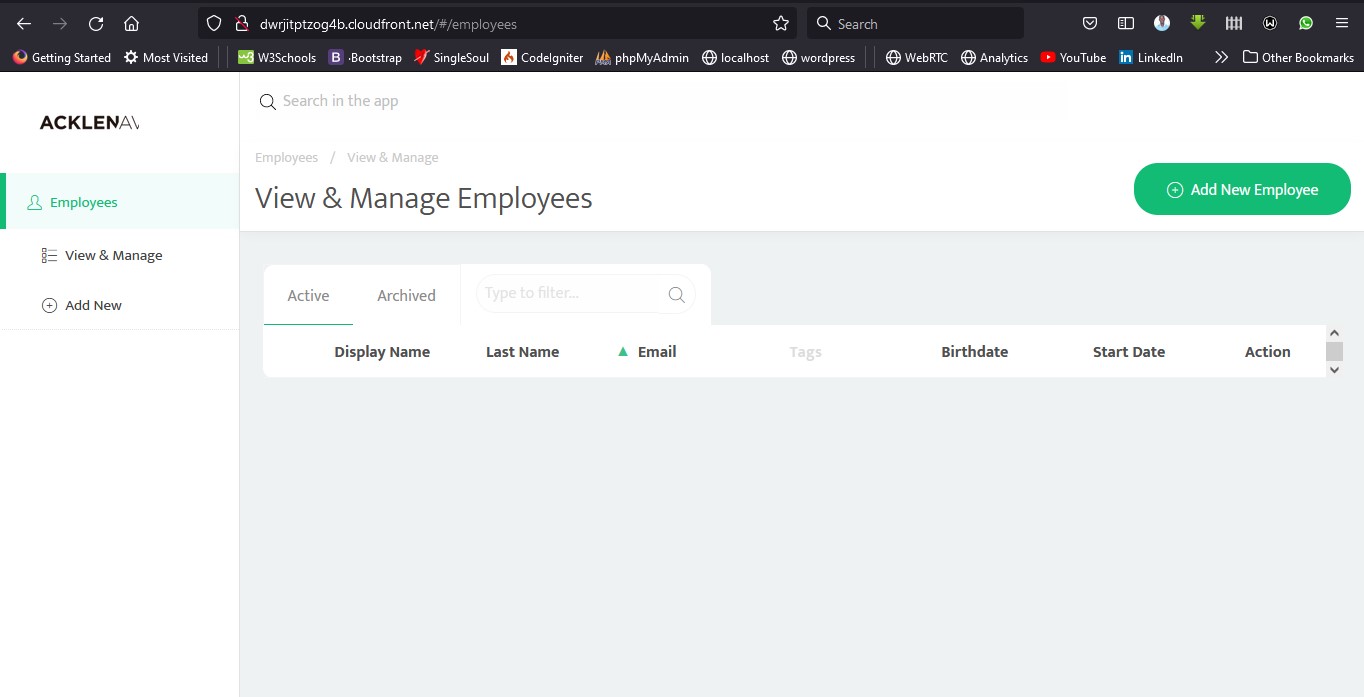 dwrjitptzog4b.cloudfront.net/#/employees
Search
Getting Started Most Visited W3Schools B ·Bootstrap SingleSoul CodeIgniter phpMyAdmin localhost wordpress WebRTC Analytics YouTube LinkedIn Other Bookmarks
ACKLENAV
Search in the app
Employees / View & Manage
View & Manage Employees
Add New Employee
Employees
View & Manage
Add New
Active Archived Type to filter...
Display Name Last Name Email Tags Birthdate Start Date Action